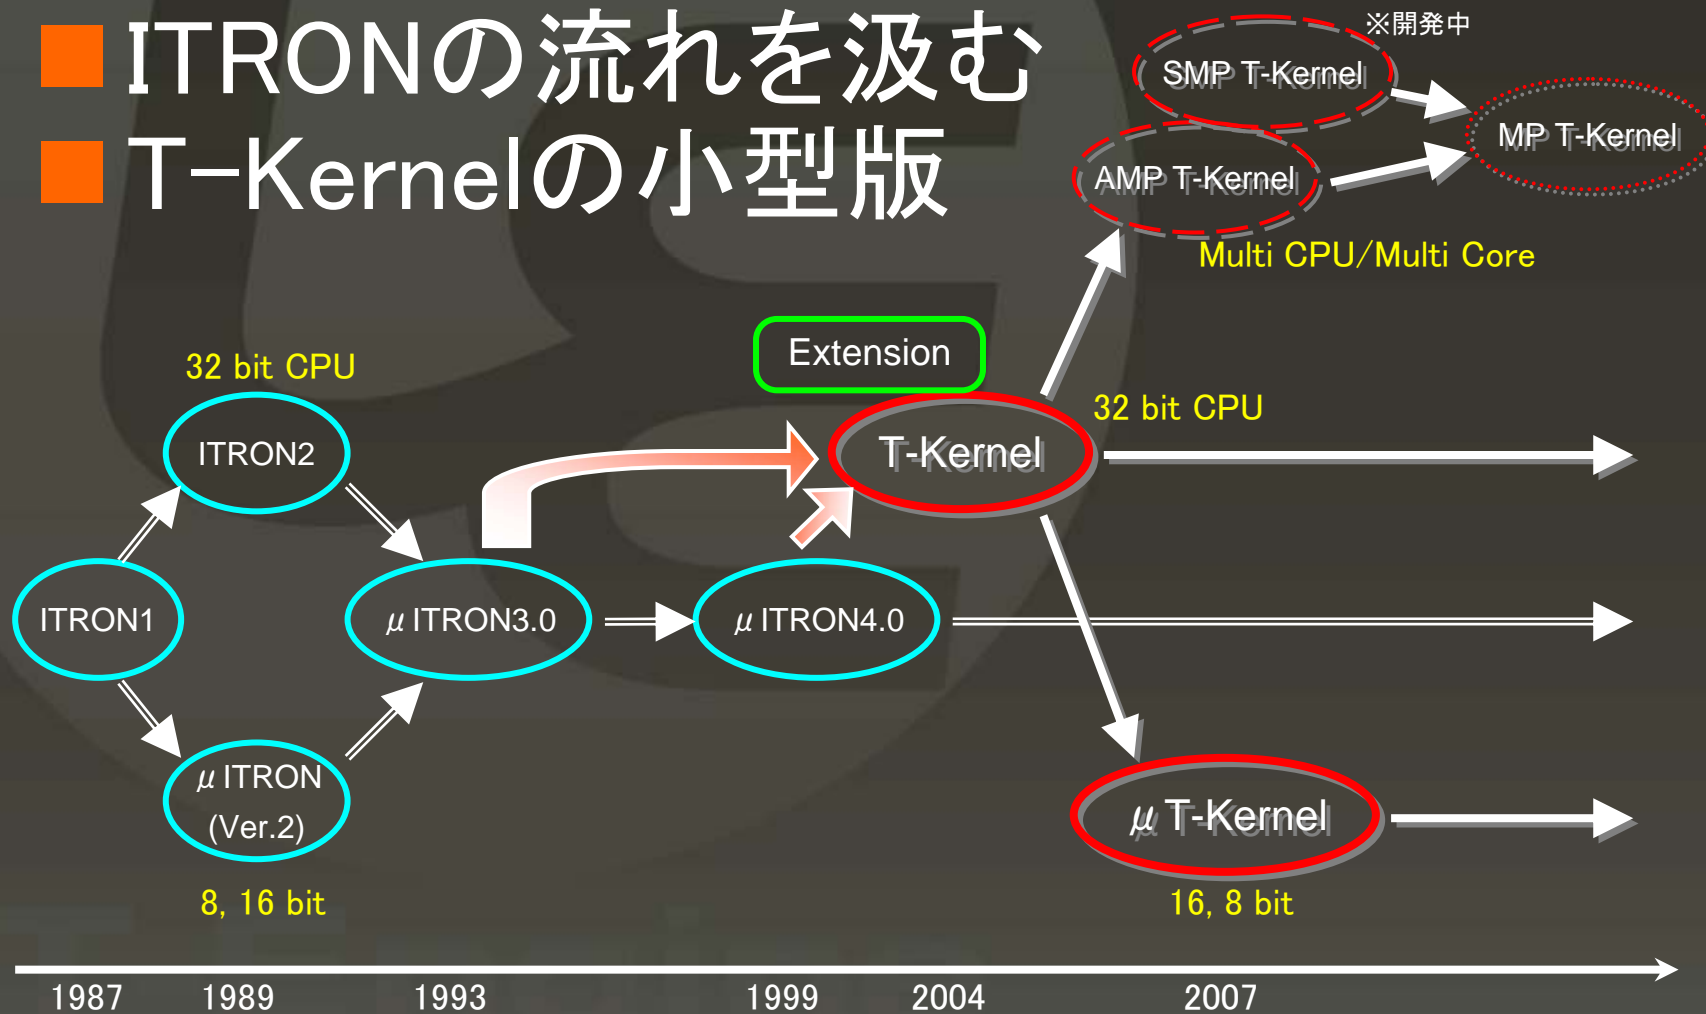 ITRONの流れを汲む
T-Kernelの小型版
※開発中
SMP T-Kernel
MP T-Kernel
AMP T-Kernel
Multi CPU/Multi Core
Extension
32 bit CPU
32 bit CPU
ITRON2
T-Kernel
ITRON1
μITRON3.0
μITRON4.0
μITRON
(Ver.2)
μT-Kernel
8, 16 bit
16, 8 bit
1987 1989 1993 1999 2004 2007